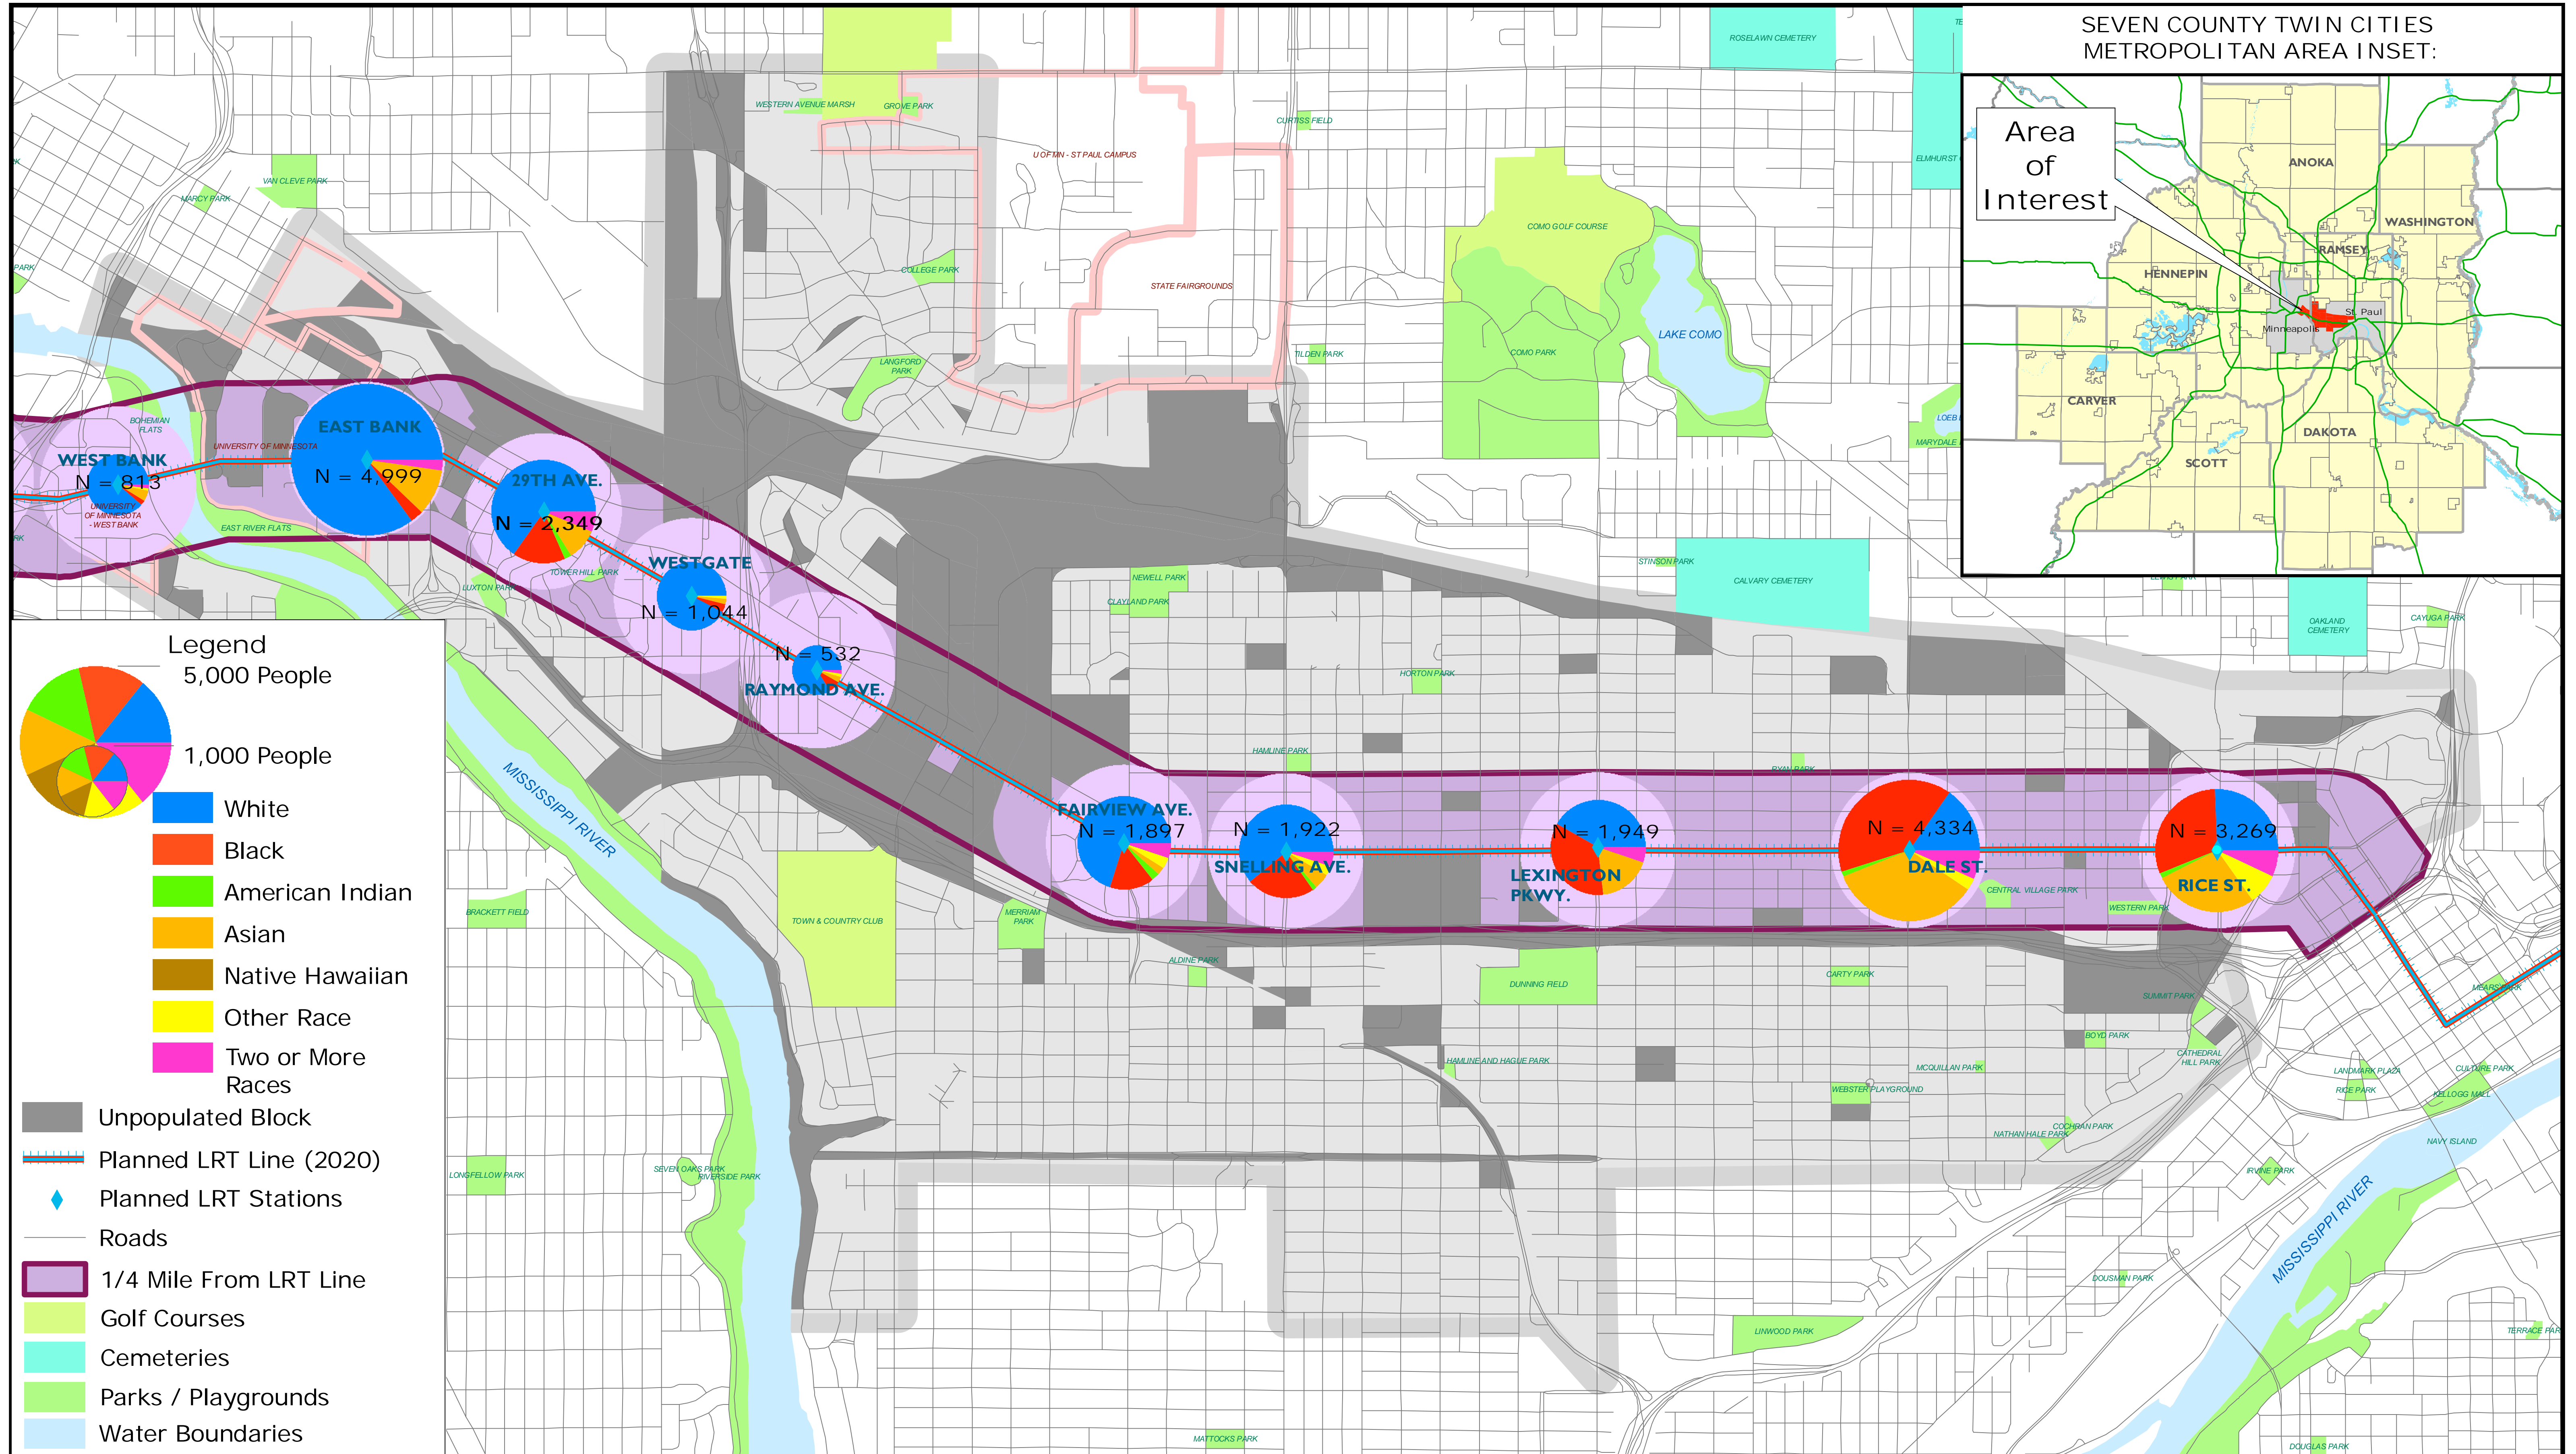 SEVEN COUNTY TWIN CITIES
METROPOLITAN AREA INSET:
Area
of
Interest
ANOKA
WASHINGTON
RAMSEY
HENNEPIN
St. Paul
Minneapolis
CARVER
DAKOTA
SCOTT
ROSELAWN CEMETERY
WESTERN AVENUE MARSH
GROVE PARK
CURTISS FIELD
U OF MN - ST PAUL CAMPUS
ELMHURST
VAN CLEVE PARK
MARCY PARK
COMO GOLF COURSE
COLLEGE PARK
PARK
STATE FAIRGROUNDS
LAKE COMO
TILDEN PARK
COMO PARK
LANGFORD
PARK
BOHEMIAN
FLATS
MARYDALE
EAST BANK
UNIVERSITY OF MINNESOTA
WEST BANK
N = 4,999
N = 813
UNIVERSITY
OF MINNESOTA
- WEST BANK
EAST RIVER FLATS
29TH AVE.
N = 2,349
TOWER HILL PARK
LUXTON PARK
WESTGATE
N = 1,044
N = 532
RAYMOND AVE.
STINSON PARK
CALVARY CEMETERY
NEWELL PARK
CLAYLAND PARK
OAKLAND
CEMETERY
CAYUGA PARK
HORTON PARK
HAMLINE PARK
RYAN PARK
FAIRVIEW AVE.
N = 1,897
N = 1,922
SNELLING AVE.
N = 1,949
LEXINGTON
PKWY.
N = 4,334
DALE ST.
N = 3,269
RICE ST.
CENTRAL VILLAGE PARK
WESTERN PARK
MISSISSIPPI RIVER
BRACKETT FIELD
TOWN & COUNTRY CLUB
MERRIAM
PARK
ALDINE PARK
DUNNING FIELD
CARTY PARK
SUMMIT PARK
MEARS PARK
BOYD PARK
CATHEDRAL
HILL PARK
HAMLINE AND HAGUE PARK
MCQUILLAN PARK
WEBSTER PLAYGROUND
LANDMARK PLAZA
CULTURE PARK
RICE PARK
KELLOGG MALL
COCHRAN PARK
NATHAN HALE PARK
NAVY ISLAND
IRVINE PARK
LONGFELLOW PARK
SEVEN OAKS PARK
RIVERSIDE PARK
MISSISSIPPI RIVER
DOUSMAN PARK
LINWOOD PARK
TERRACE PAR
MATTOCKS PARK
DOUGLAS PARK
Legend
5,000 People
1,000 People
White
Black
American Indian
Asian
Native Hawaiian
Other Race
Two or More
Races
Unpopulated Block
Planned LRT Line (2020)
Planned LRT Stations
Roads
1/4 Mile From LRT Line
Golf Courses
Cemeteries
Parks / Playgrounds
Water Boundaries